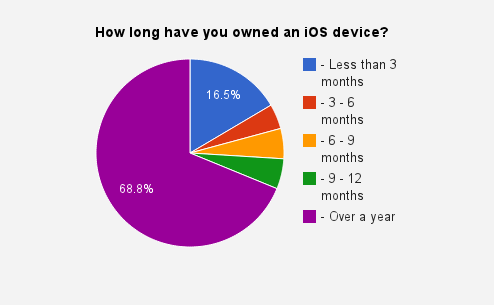 How long have you owned an iOS device?
16.5%
68.8%
- Less than 3
months
- 3 - 6
months
- 6 - 9
months
- 9 - 12
months
- Over a year